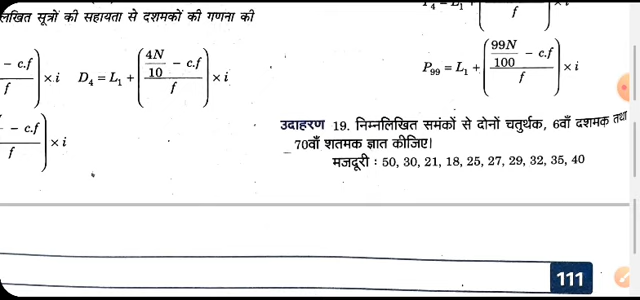 लखित सूत्रों की सहायता से दशमकों की गणना की
- c.f
f
× i
D₄ = L₁ + ( (4N/10 - c.f) / f ) × i
- c.f
f
× i
f
P₉₉ = L₁ + ( (99N/100 - c.f) / f ) × i
उदाहरण 19. निम्नलिखित समंकों से दोनों चतुर्थक, 6वाँ दशमक तथा
70वाँ शतमक ज्ञात कीजिए।
मजदूरी : 50, 30, 21, 18, 25, 27, 29, 32, 35, 40
111